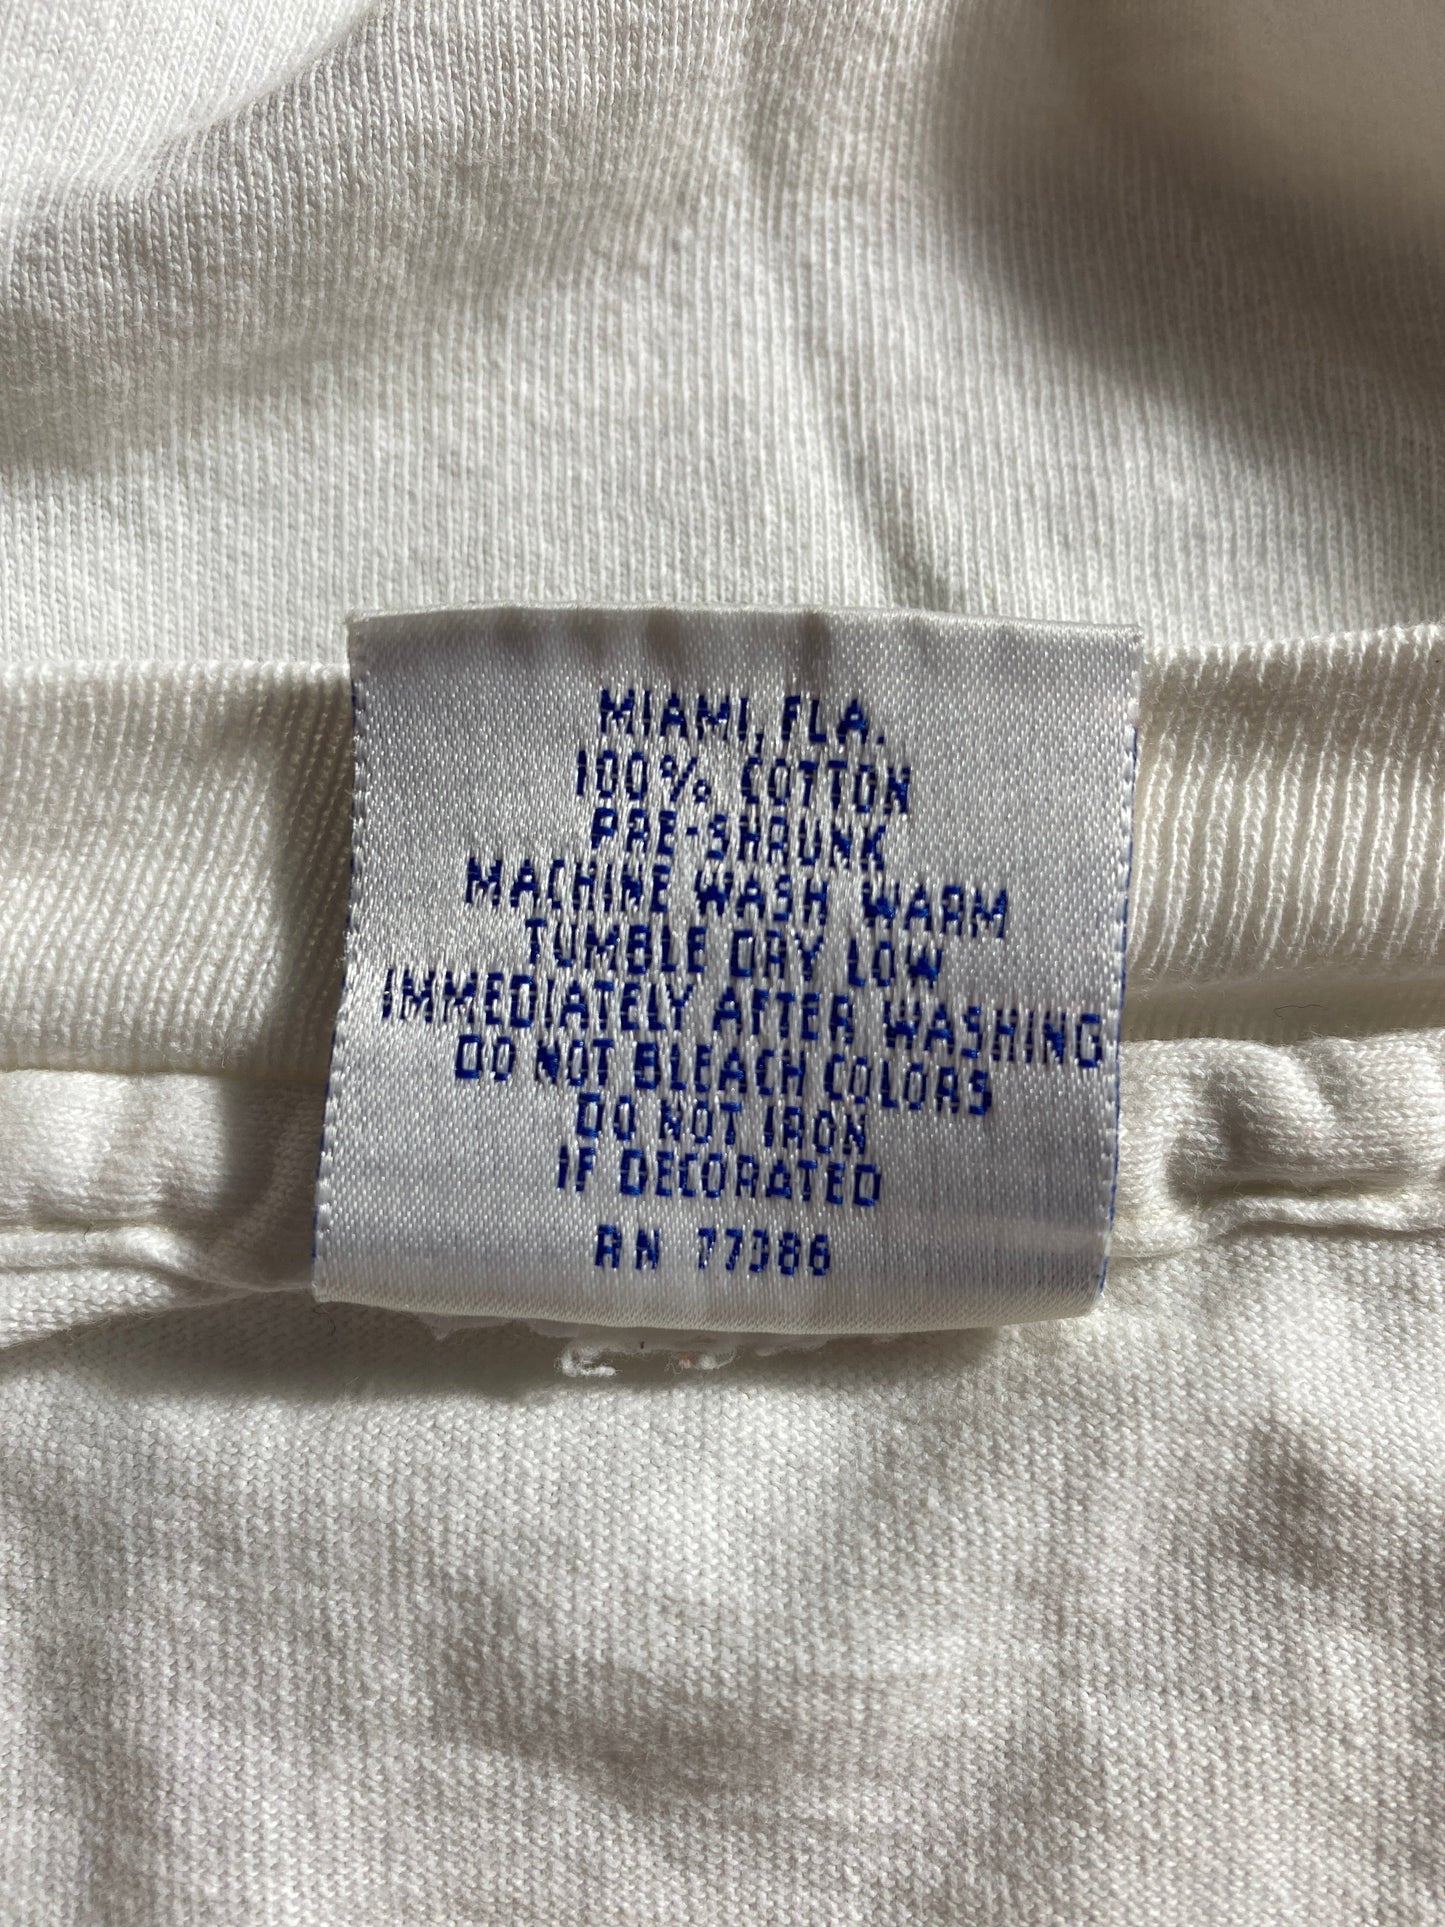 MIAMI, FLA.
100% COTTON
PRE-SHRUNK
MACHINE WASH WARM
TUMBLE DRY LOW
IMMEDIATELY AFTER WASHING
DO NOT BLEACH COLORS
DO NOT IRON
IF DECORATED
RN